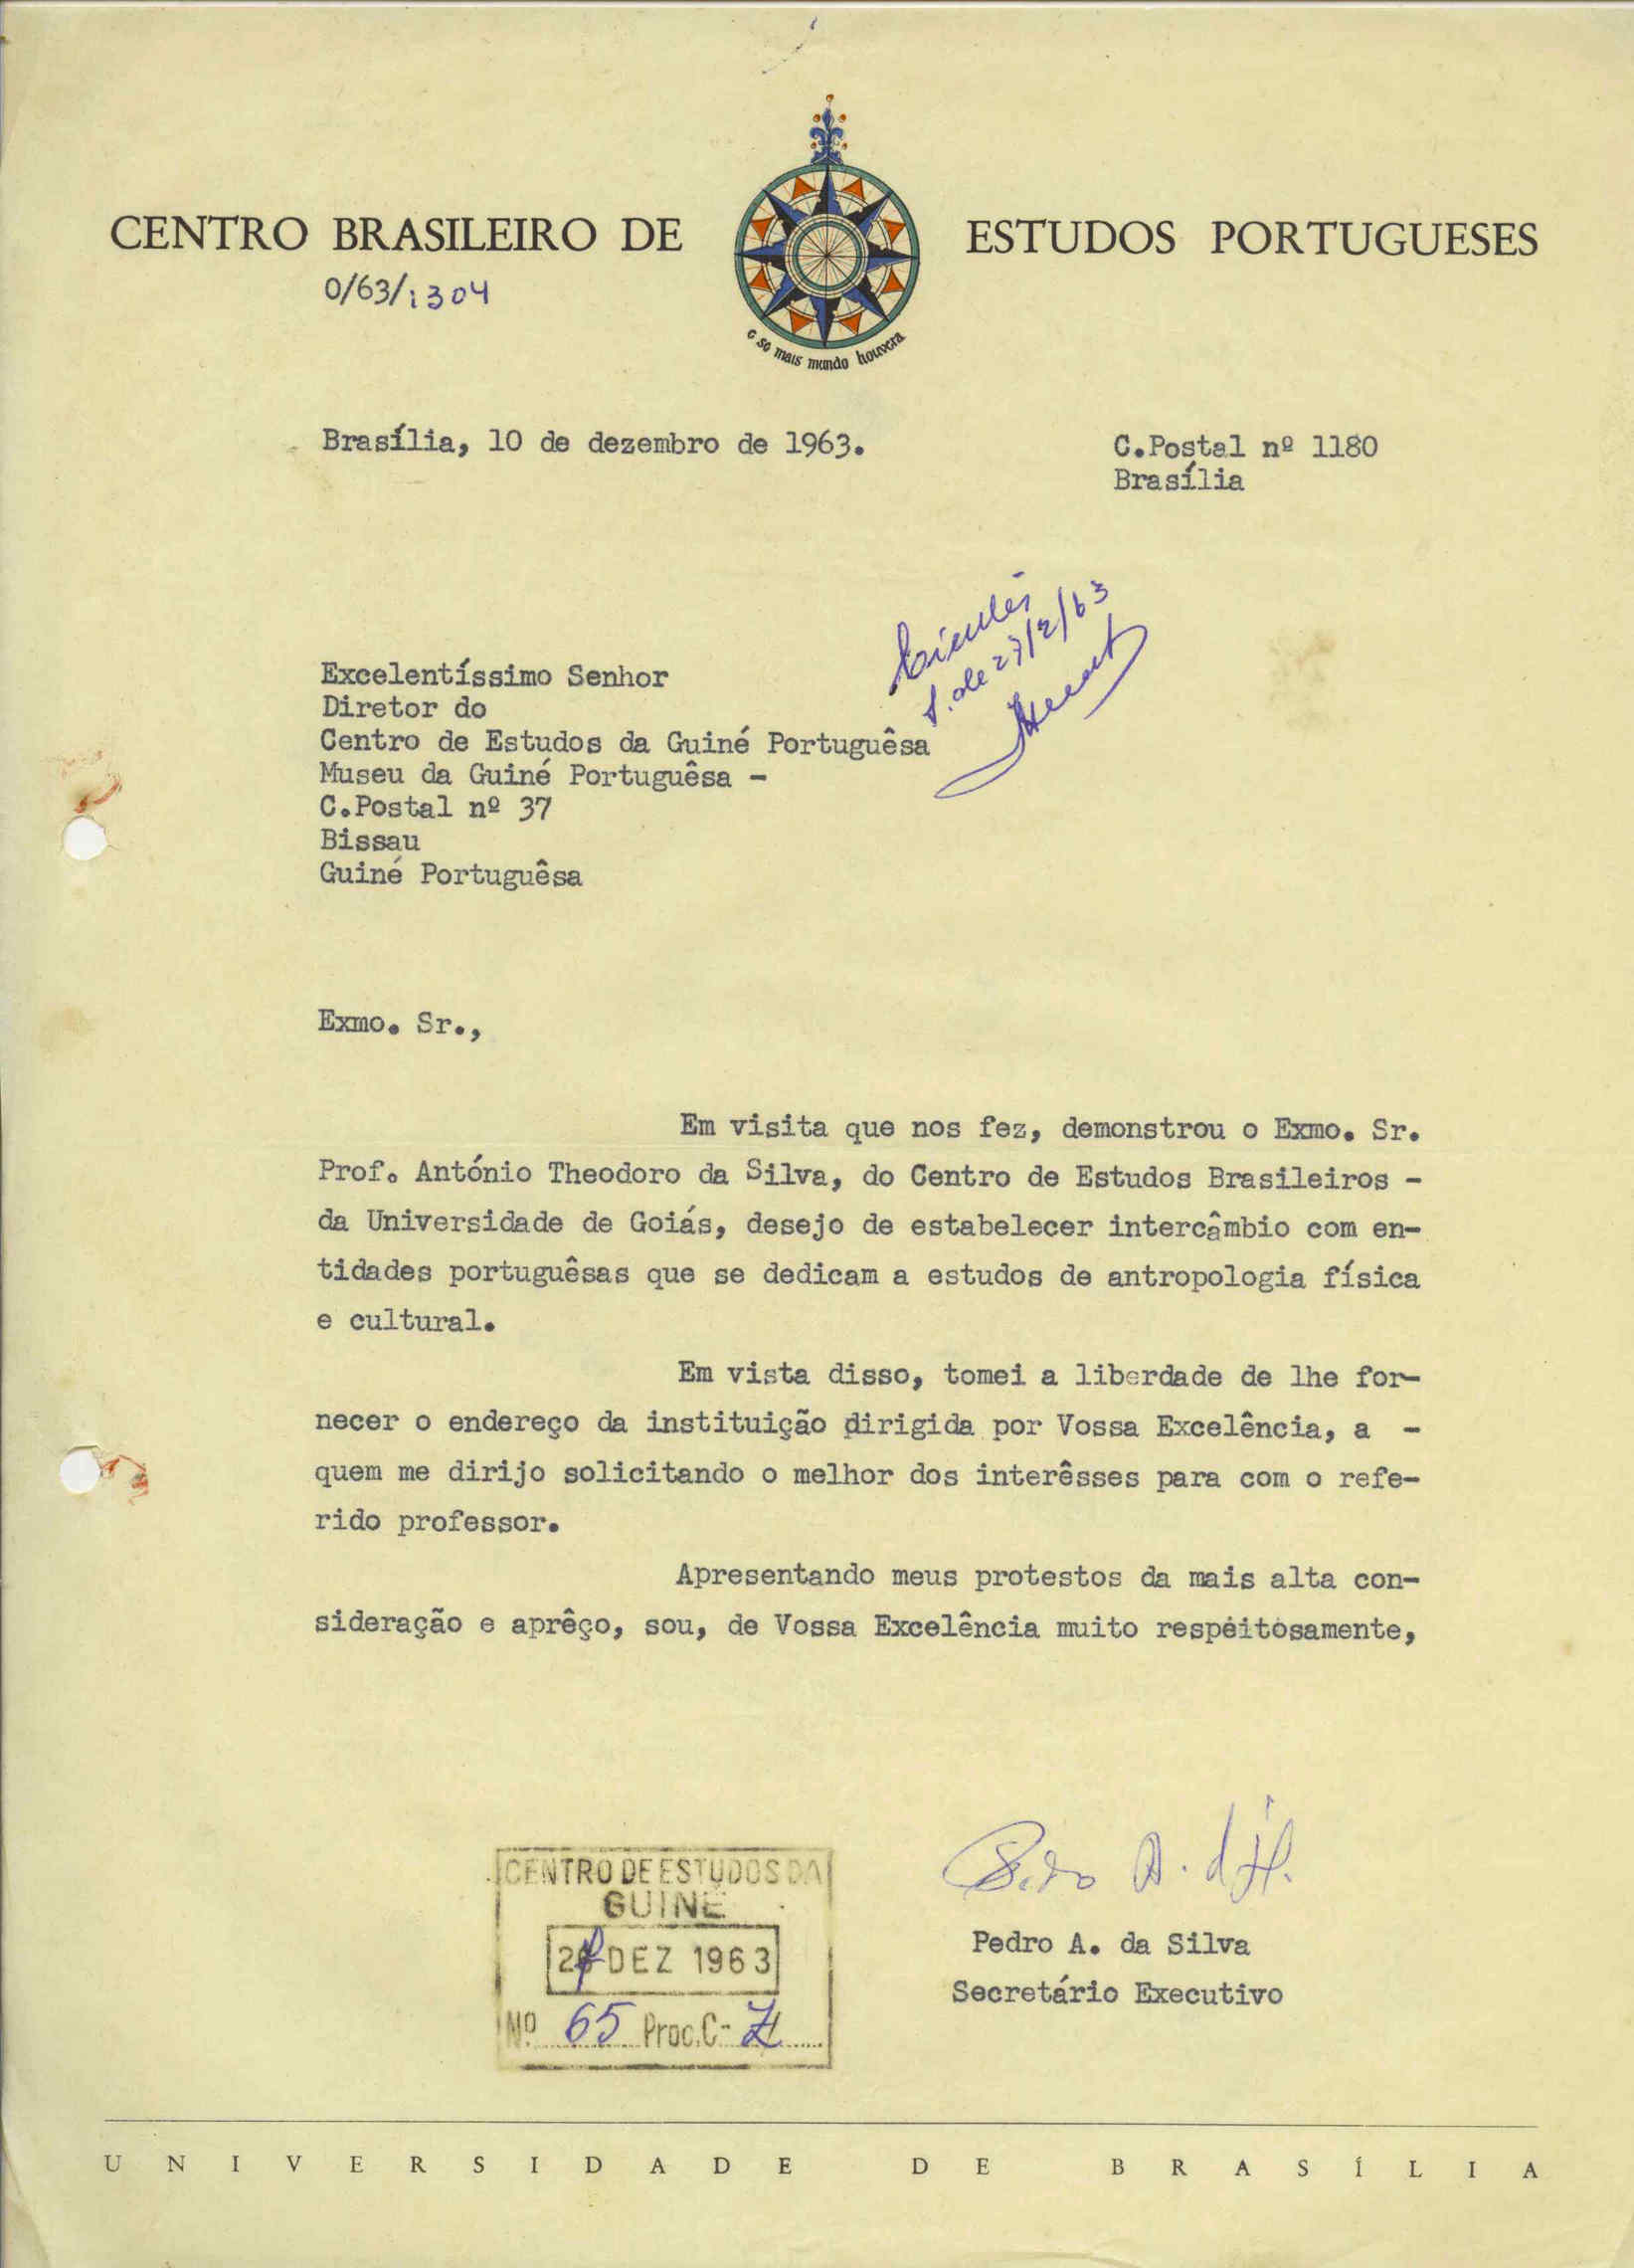 CENTRO BRASILEIRO DE ESTUDOS PORTUGUESES
0/63/1304
e se mais mundo houvera
Brasília, 10 de dezembro de 1963.
C.Postal nº 1180
Brasília
Excelentíssimo Senhor
Diretor do
Centro de Estudos da Guiné Portuguêsa
Museu da Guiné Portuguêsa -
C.Postal nº 37
Bissau
Guiné Portuguêsa
Exmo. Sr.,
Em visita que nos fez, demonstrou o Exmo. Sr.
Prof. António Theodoro da Silva, do Centro de Estudos Brasileiros -
da Universidade de Goiás, desejo de estabelecer intercâmbio com en-
tidades portuguêsas que se dedicam a estudos de antropologia física
e cultural.
Em vista disso, tomei a liberdade de lhe for-
necer o endereço da instituição dirigida por Vossa Excelência, a -
quem me dirijo solicitando o melhor dos interêsses para com o refe-
rido professor.
Apresentando meus protestos da mais alta con-
sideração e aprêço, sou, de Vossa Excelência muito respeitosamente,
Pedro A. da Silva
Secretário Executivo
CENTRO DE ESTUDOS DA
GUINÉ
DEZ 1963
Nº 65 Proc. C-
UNIVERSIDADE DE BRASÍLIA